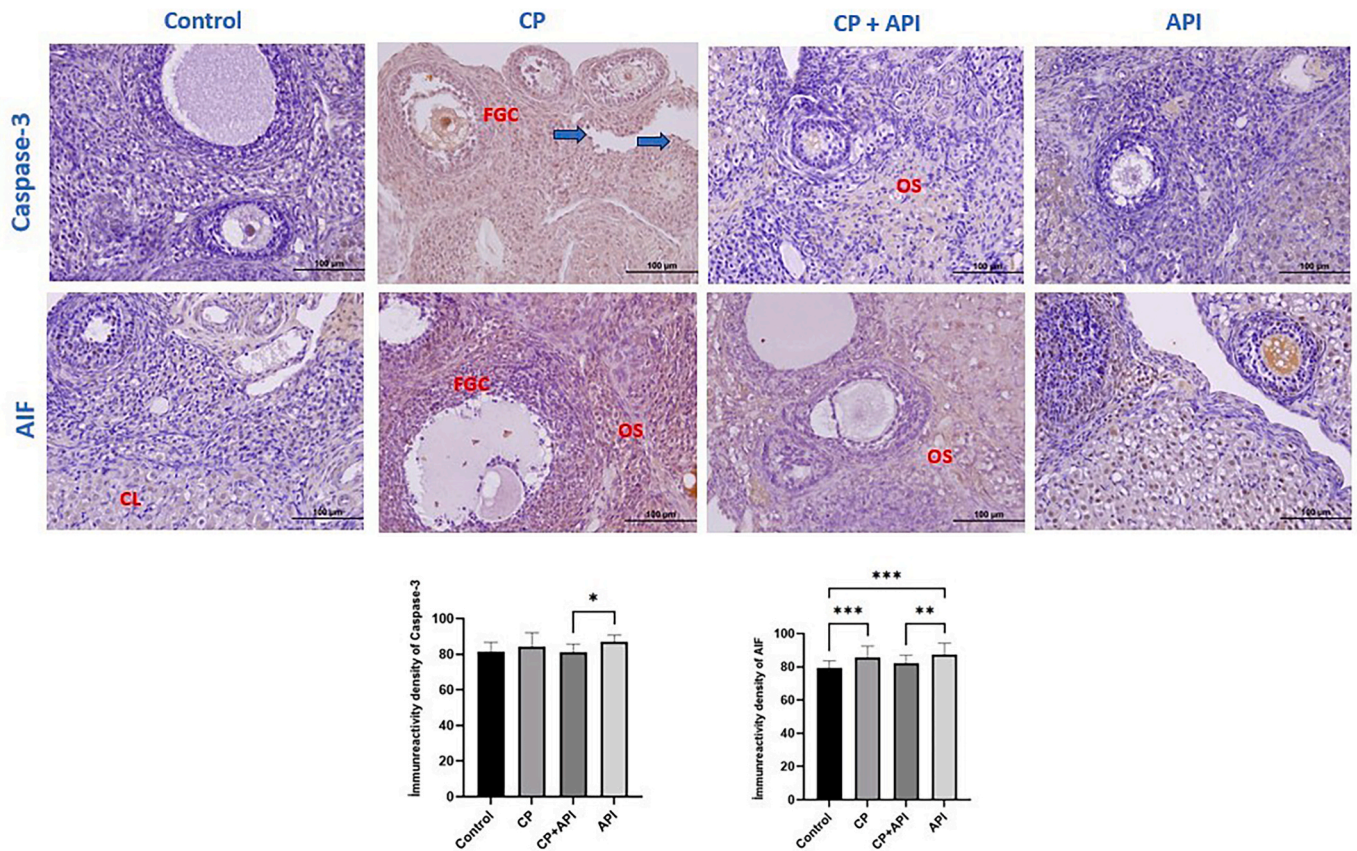 Control
CP
CP + API
API
Caspase-3
FGC
OS
100 µm
100 µm
100 µm
100 µm
AIF
CL
FGC
OS
OS
100 µm
100 µm
100 µm
100 µm
İmmunreactivity density of Caspase-3
100
80
60
40
20
0
*
Control
CP
CP+API
API
İmmunreactivity density of AIF
100
80
60
40
20
0
***
***
**
Control
CP
CP+API
API